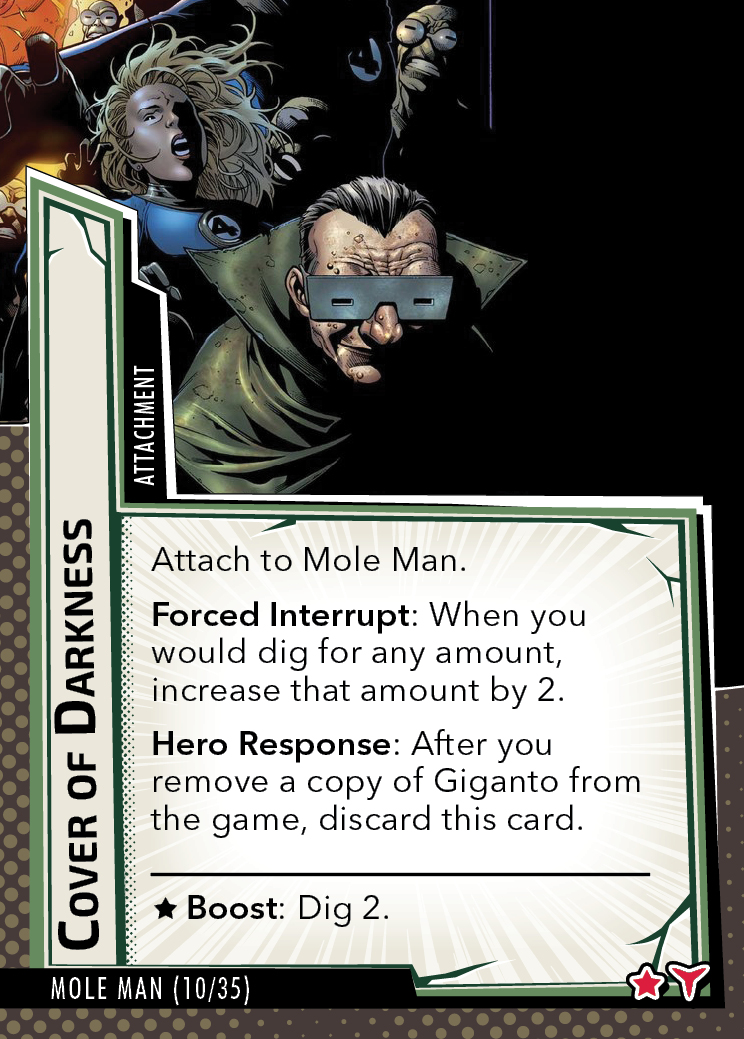 4
ATTACHMENT
COVER OF DARKNESS
Attach to Mole Man.
Forced Interrupt: When you
would dig for any amount,
increase that amount by 2.
Hero Response: After you
remove a copy of Giganto from
the game, discard this card.
★ Boost: Dig 2.
MOLE MAN (10/35)